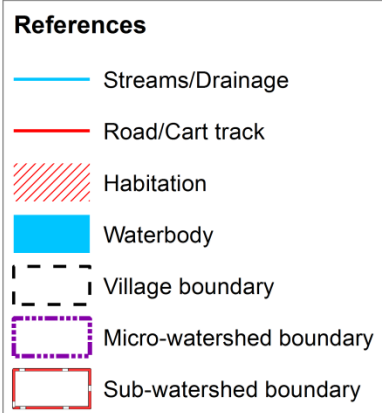 References
Streams/Drainage
Road/Cart track
Habitation
Waterbody
Village boundary
Micro-watershed boundary
Sub-watershed boundary